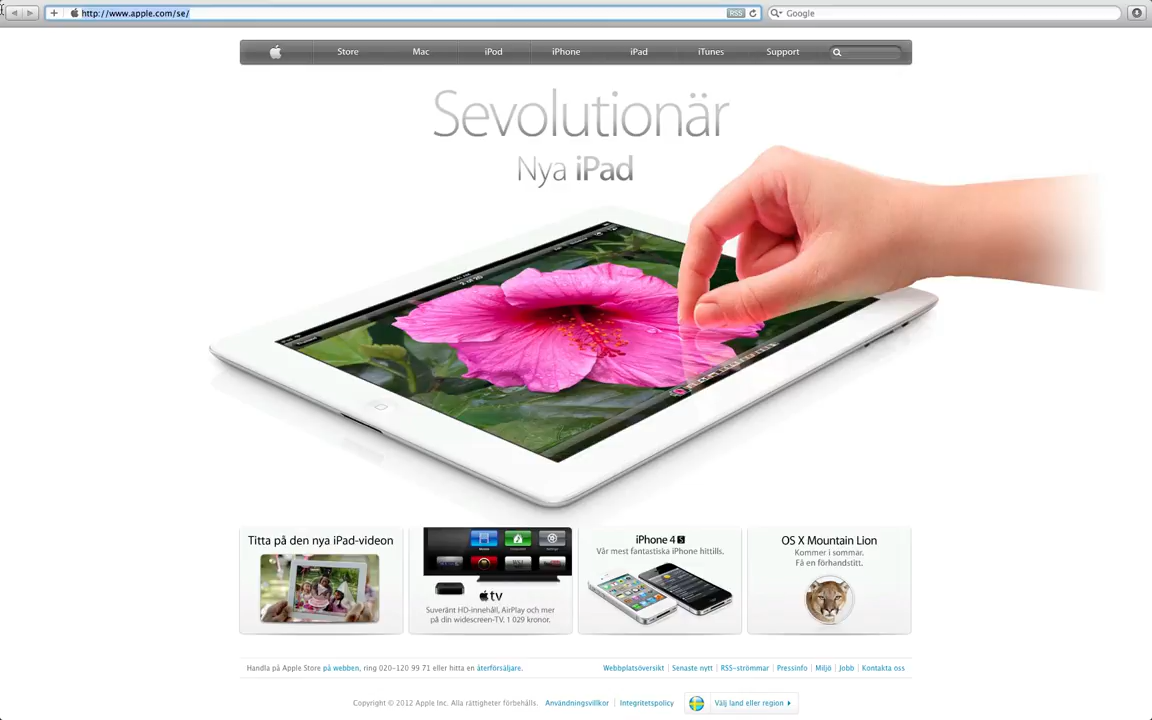 http://www.apple.com/se/
RSS
Google
Store Mac iPod iPhone iPad iTunes Support
Sevolutionär
Nya iPad
Titta på den nya iPad-videon
tv
Suveränt HD-innehåll, AirPlay och mer
på din widescreen-TV. 1 029 kronor.
iPhone 4S
Vår mest fantastiska iPhone hittills.
OS X Mountain Lion
Kommer i sommar.
Få en förhandstitt.
Handla på Apple Store på webben, ring 020-120 99 71 eller hitta en återförsäljare.
Webbplatsöversikt Senaste nytt RSS-strömmar Pressinfo Miljö Jobb Kontakta oss
Copyright © 2012 Apple Inc. Alla rättigheter förbehålls. Användningsvillkor Integritetspolicy Välj land eller region